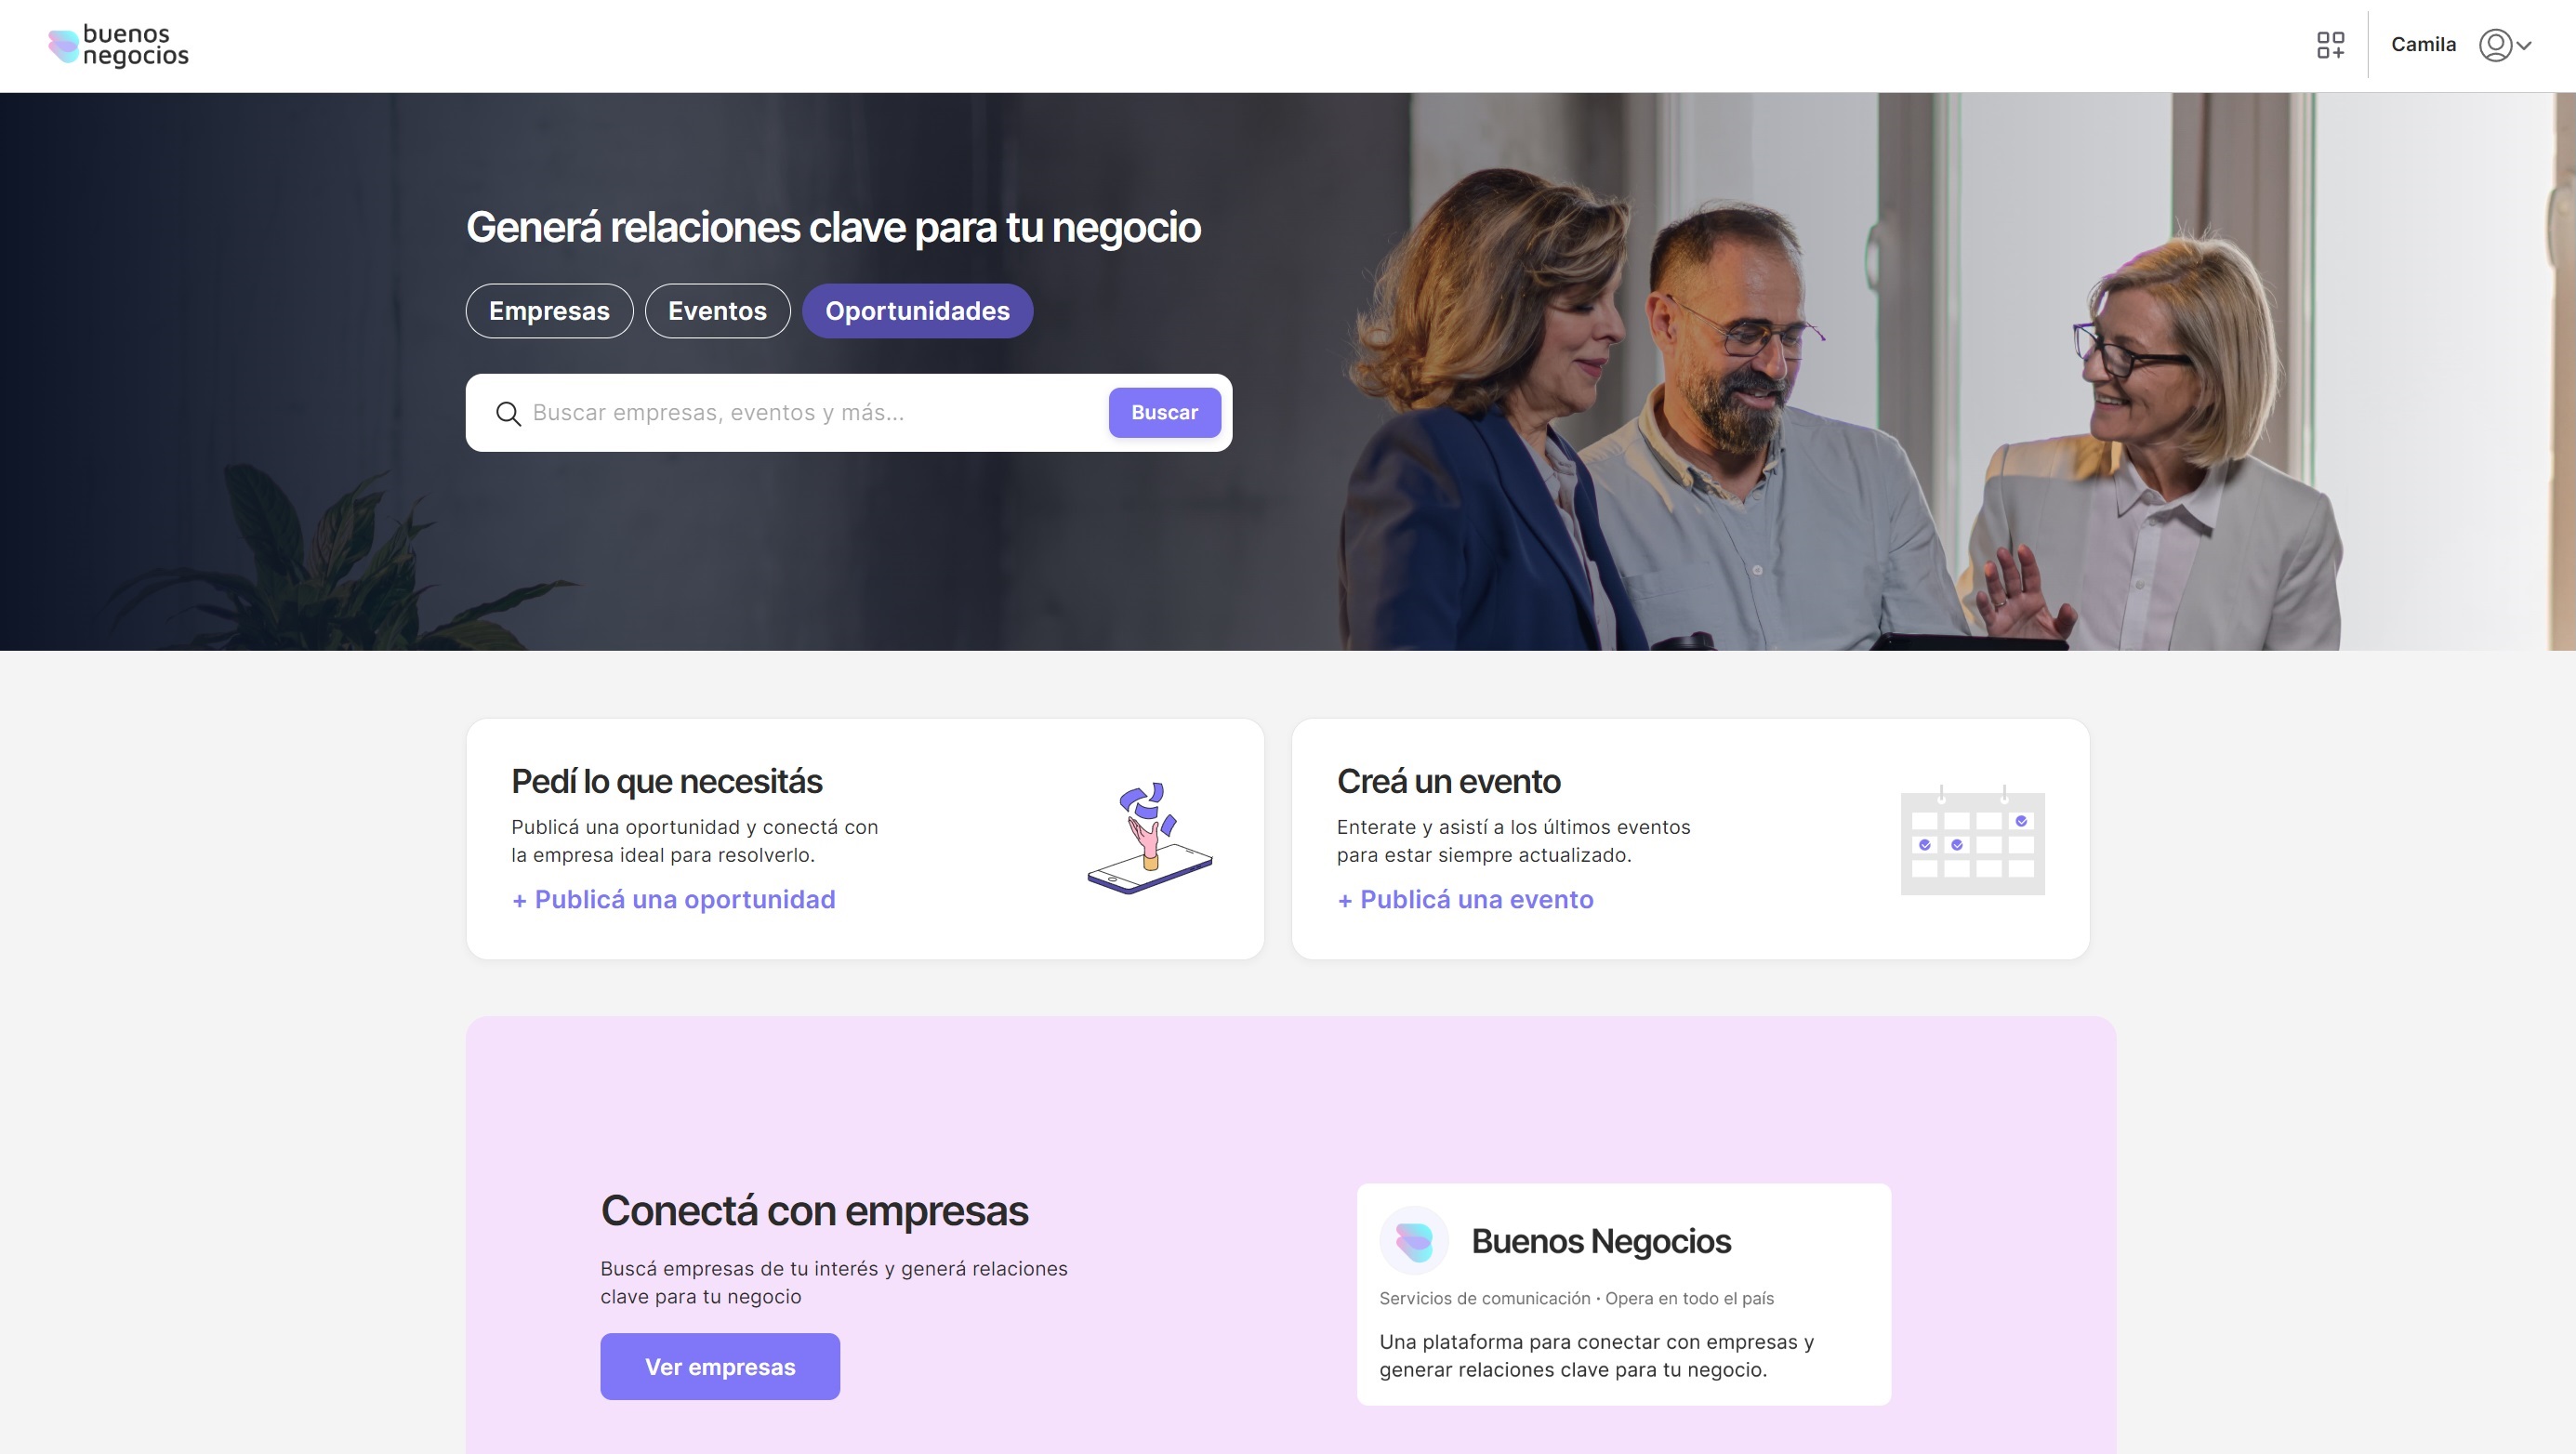 buenos
negocios
Camila
Generá relaciones clave para tu negocio
Empresas
Eventos
Oportunidades
Buscar empresas, eventos y más...
Buscar
Pedí lo que necesitás
Publicá una oportunidad y conectá con
la empresa ideal para resolverlo.
+ Publicá una oportunidad
Creá un evento
Enterate y asistí a los últimos eventos
para estar siempre actualizado.
+ Publicá una evento
Conectá con empresas
Buscá empresas de tu interés y generá relaciones
clave para tu negocio
Ver empresas
Buenos Negocios
Servicios de comunicación · Opera en todo el país
Una plataforma para conectar con empresas y
generar relaciones clave para tu negocio.